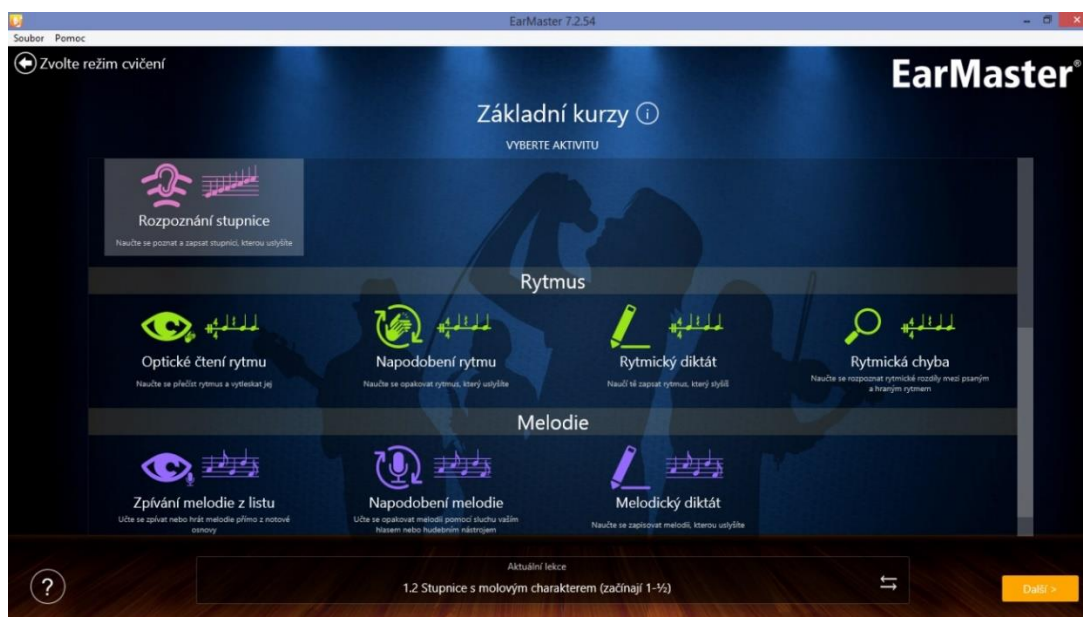 EarMaster 7.2.54
Soubor Pomoc
Zvolte režim cvičení
EarMaster®
Základní kurzy
VYBERTE AKTIVITU
Rozpoznání stupnice
Naučte se poznat a zapsat stupnici, kterou uslyšíte
Rytmus
Optické čtení rytmu
Naučte se přečíst rytmus a vytleskat jej
Napodobení rytmu
Naučte se opakovat rytmus, který uslyšíte
Rytmický diktát
Naučí tě zapsat rytmus, který slyšíš
Rytmická chyba
Naučte se rozpoznat rytmické rozdíly mezi psaným
a hraným rytmem
Melodie
Zpívání melodie z listu
Učte se zpívat nebo hrát melodie přímo z notové
osnovy
Napodobení melodie
Učte se opakovat melodii pomocí sluchu vaším
hlasem nebo hudebním nástrojem
Melodický diktát
Naučte se zapisovat melodii, kterou uslyšíte
Aktuální lekce
1.2 Stupnice s molovým charakterem (začínají 1-½)
?
Další >